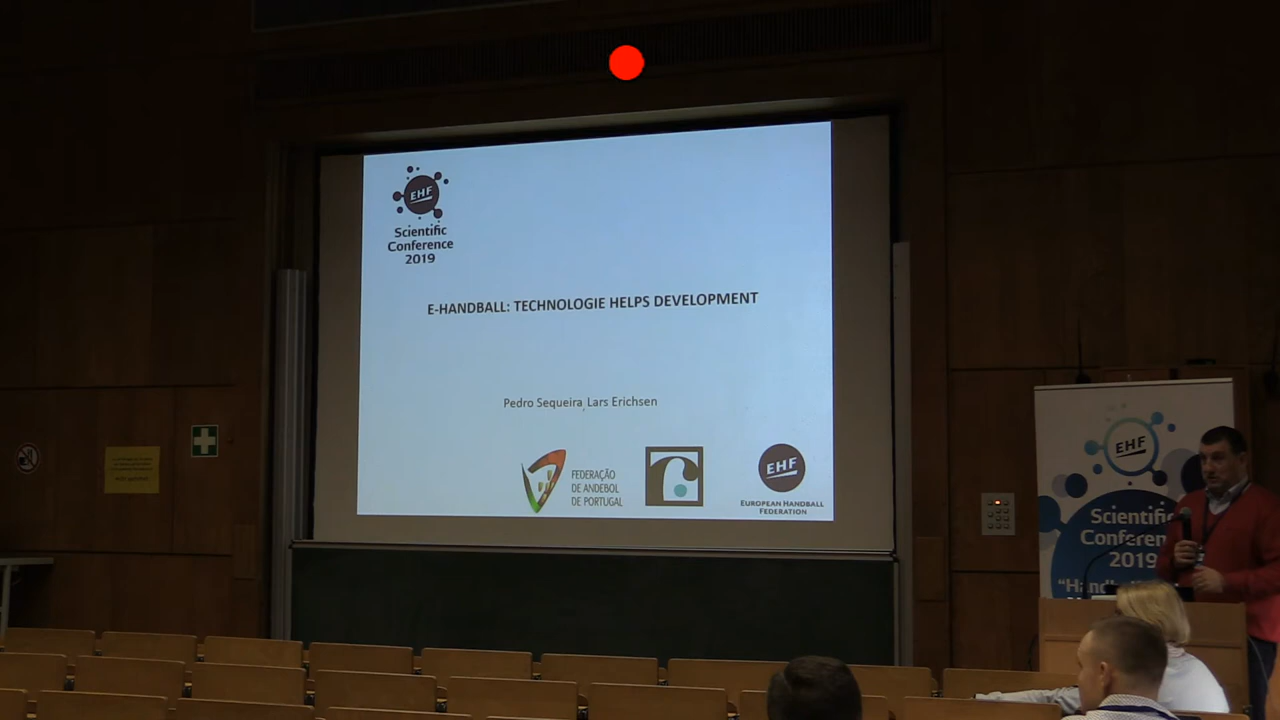 EHF
Scientific
Conference
2019
E-HANDBALL: TECHNOLOGIE HELPS DEVELOPMENT
Pedro Sequeira, Lars Erichsen
FEDERAÇÃO
DE ANDEBOL
DE PORTUGAL
EHF
EUROPEAN HANDBALL
FEDERATION
EHF
Scientific
Conferen
2019
"Handb